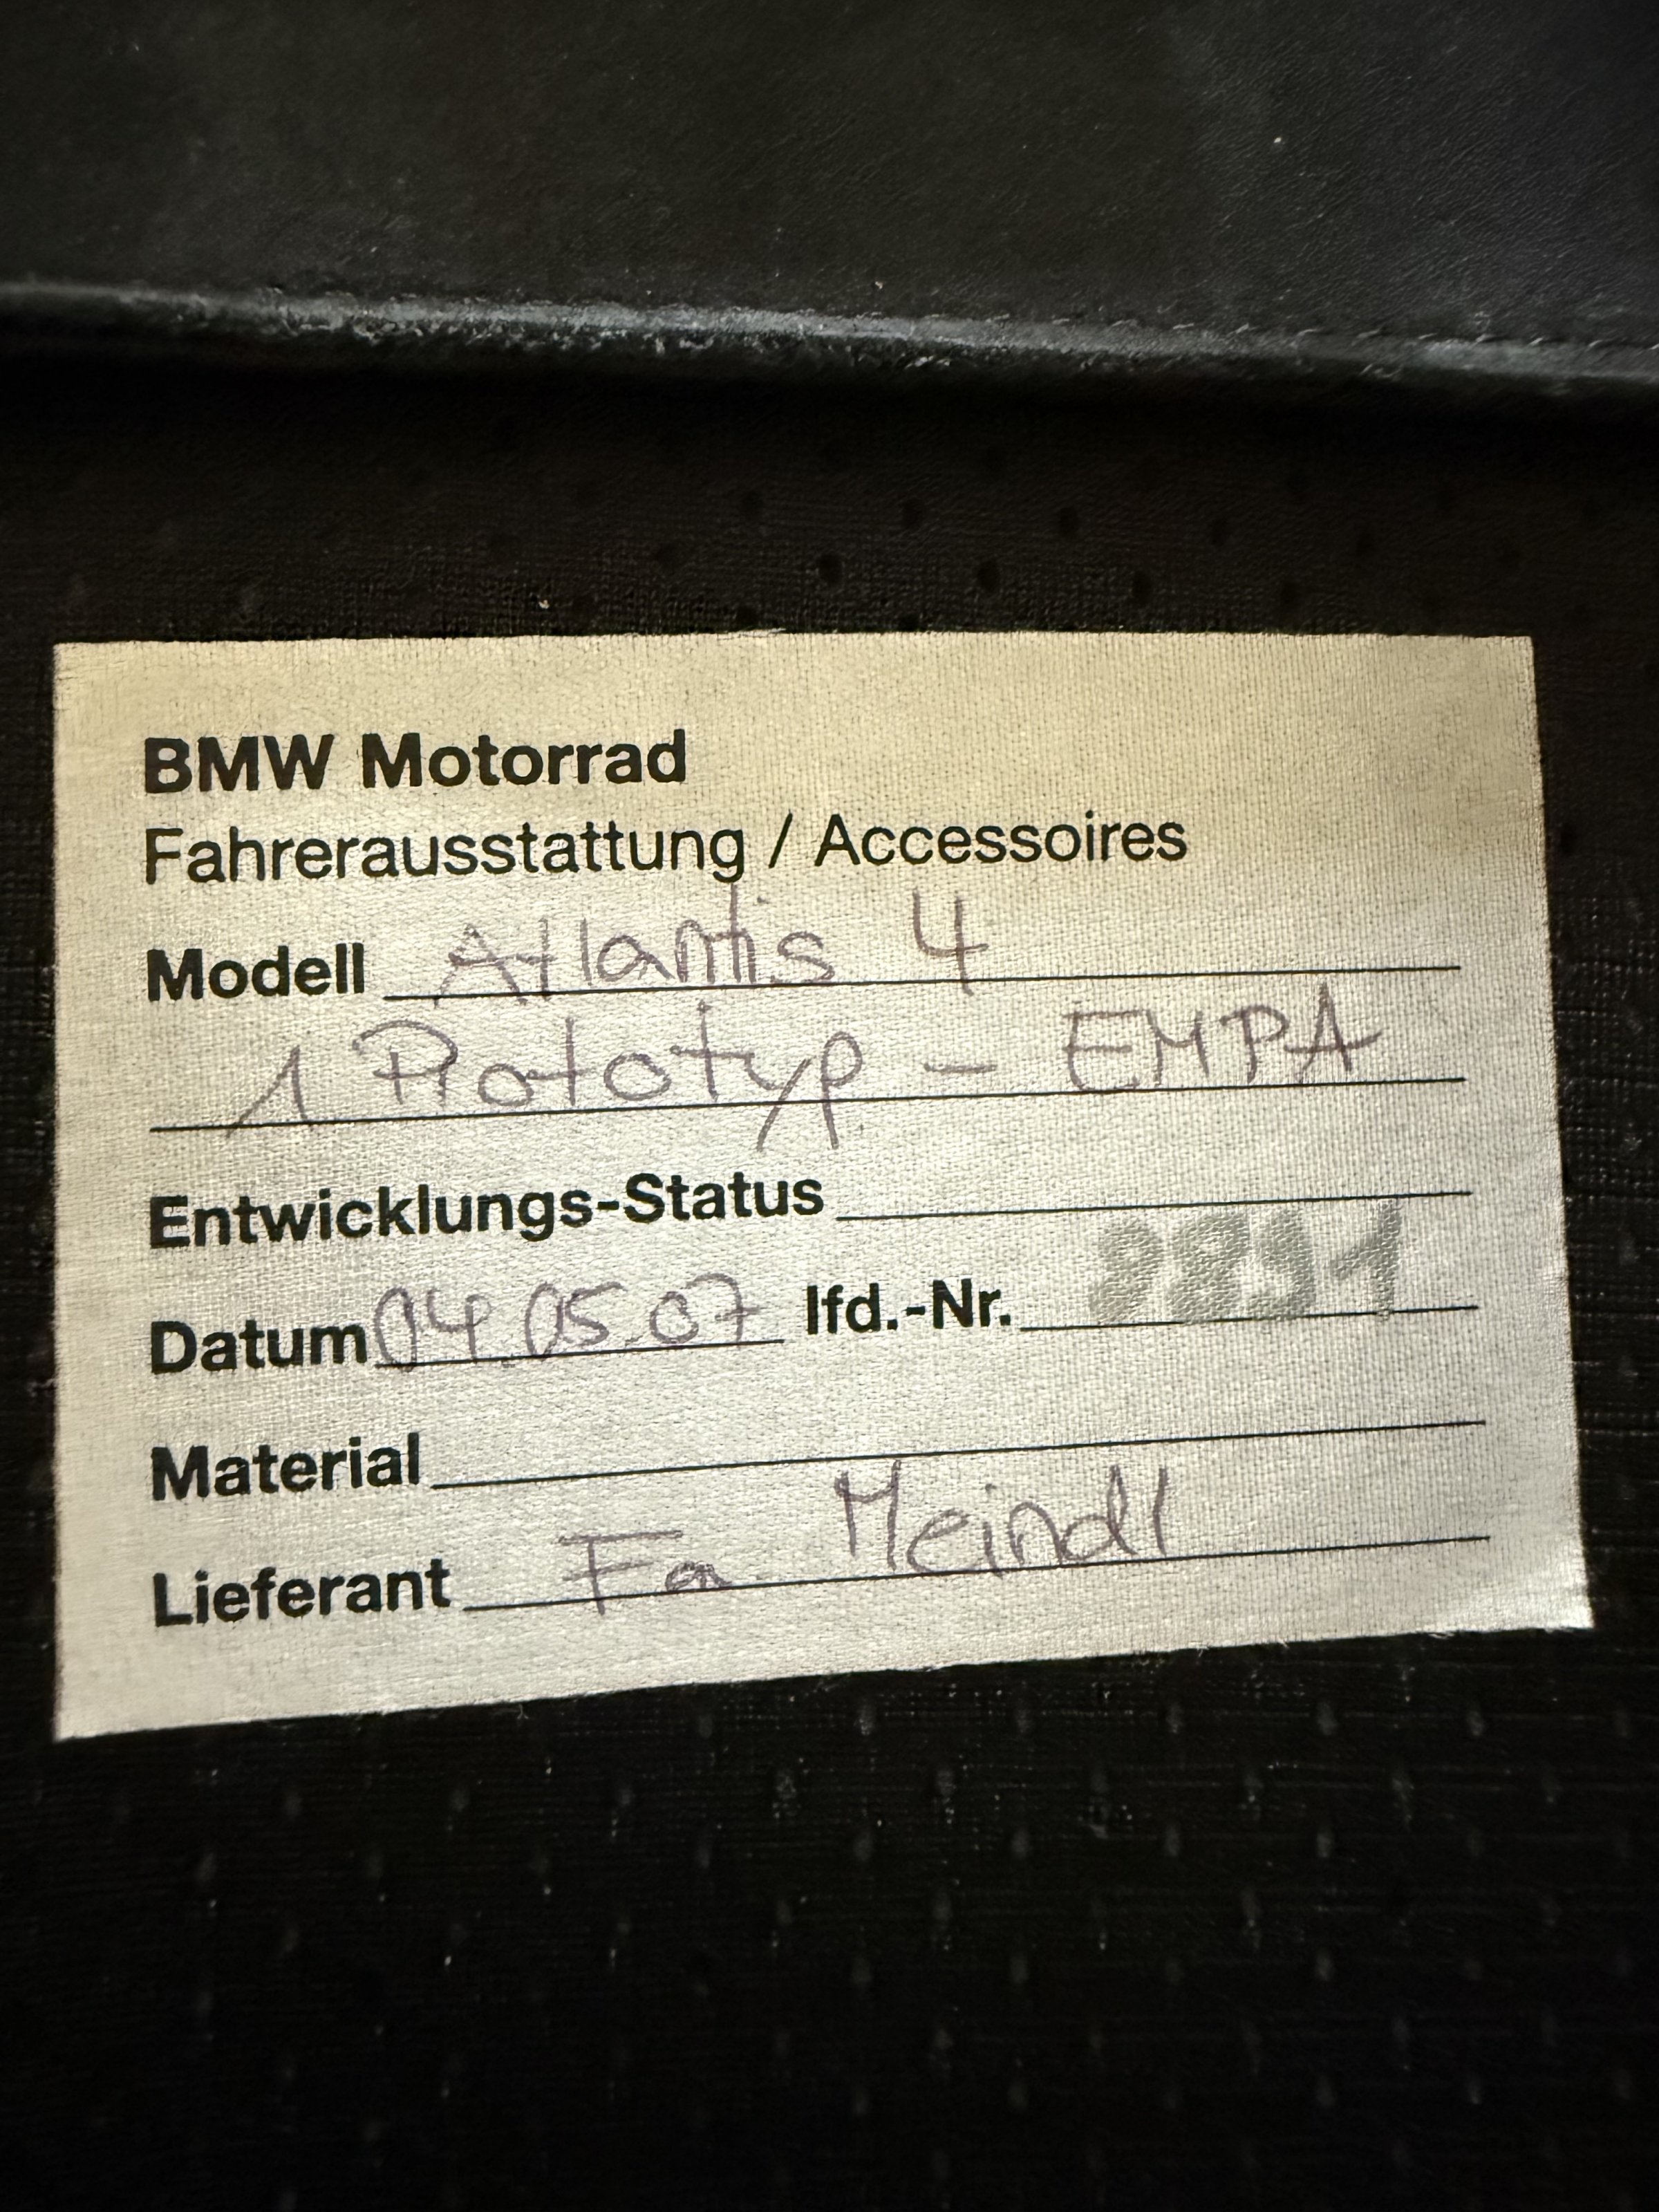 BMW Motorrad
Fahrerausstattung / Accessoires
Modell Atlantis 4
1 Prototyp - EMPA
Entwicklungs-Status
Datum 04.05.07 lfd.-Nr.
Material
Lieferant Fa. Meindl